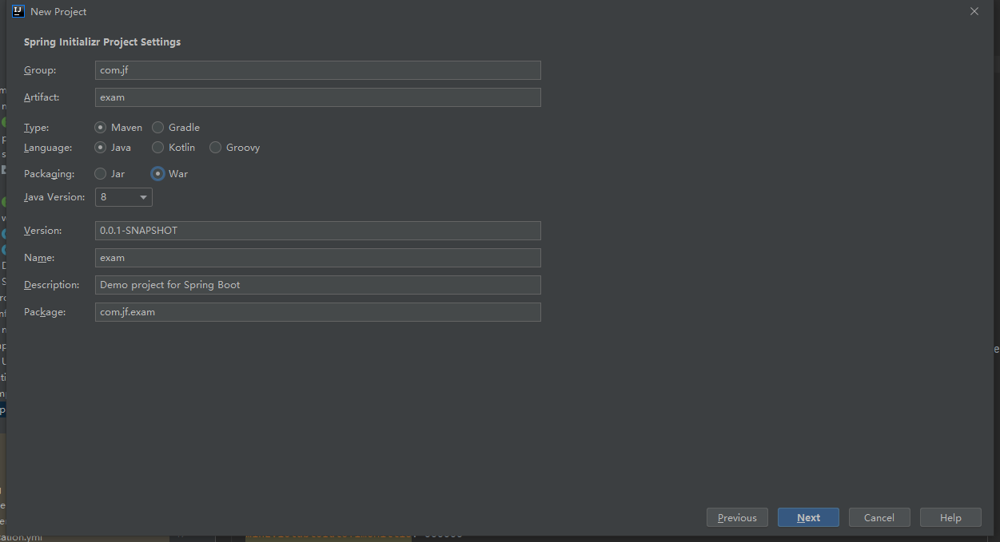 New Project
Spring Initializr Project Settings
Group: com.jf
Artifact: exam
Type: Maven Gradle
Language: Java Kotlin Groovy
Packaging: Jar War
Java Version: 8
Version: 0.0.1-SNAPSHOT
Name: exam
Description: Demo project for Spring Boot
Package: com.jf.exam
Previous Next Cancel Help
ation.yml